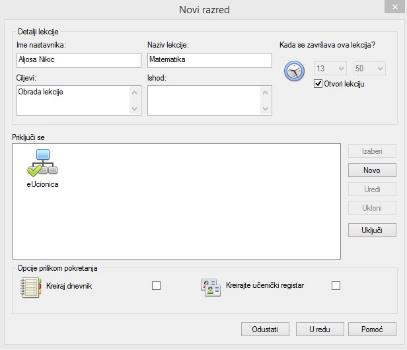 Novi razred
Detalji lekcije
Ime nastavnika:
Naziv lekcije:
Kada se završava ova lekcija?
Aljosa Nikic
Matematika
13
50
Ciljevi:
Ishod:
Otvori lekciju
Obrada lekcije
Priključi se
Izaberi
Novo
eUcionica
Uredi
Ukloni
Uključi
Opcije prilikom pokretanja
Kreiraj dnevnik
Kreirajte učenički registar
Odustati
U redu
Pomoć